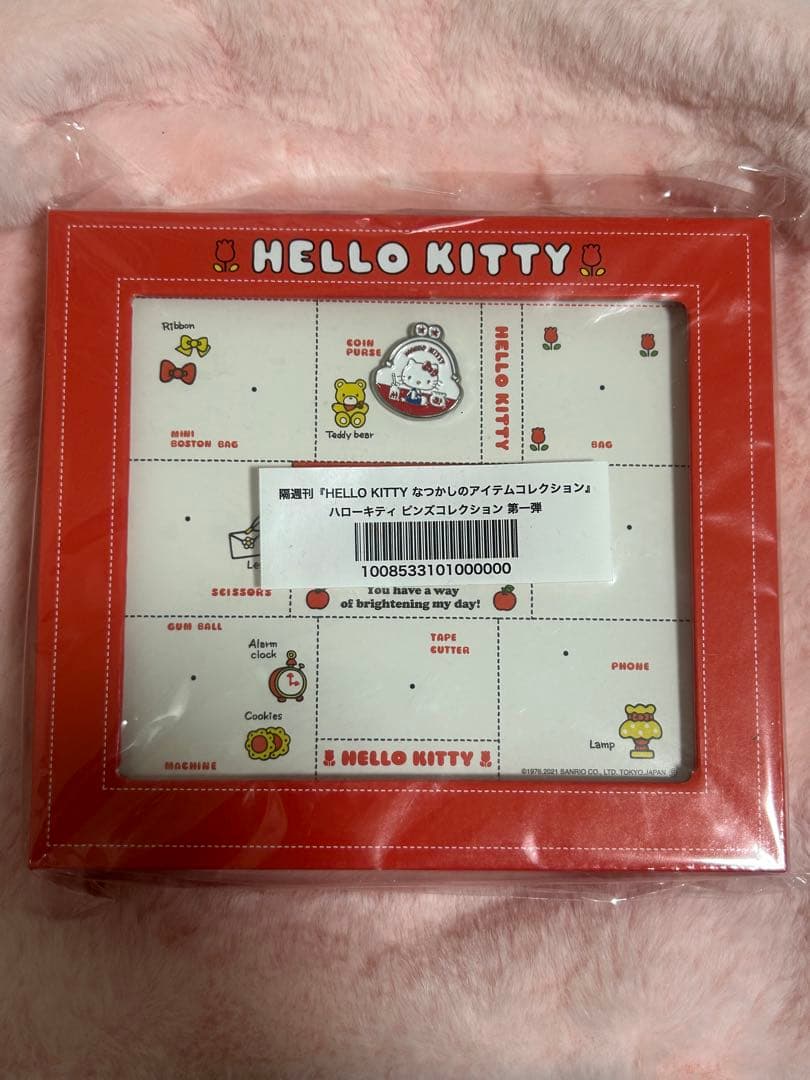 HELLO KITTY
Ribbon
MINI
BOSTON BAG
COIN
PURSE
HELLO KITTY
Teddy bear
HELLO KITTY
BAG
隔週刊『HELLO KITTY なつかしのアイテムコレクション』
ハローキティ ピンズコレクション 第一弾
1008533101000000
SCISSORS
You have a way
of brightening my day!
GUM BALL
Alarm
clock
Cookies
MACHINE
TAPE
CUTTER
HELLO KITTY
PHONE
Lamp
©1976,2021 SANRIO CO., LTD. TOKYO,JAPAN